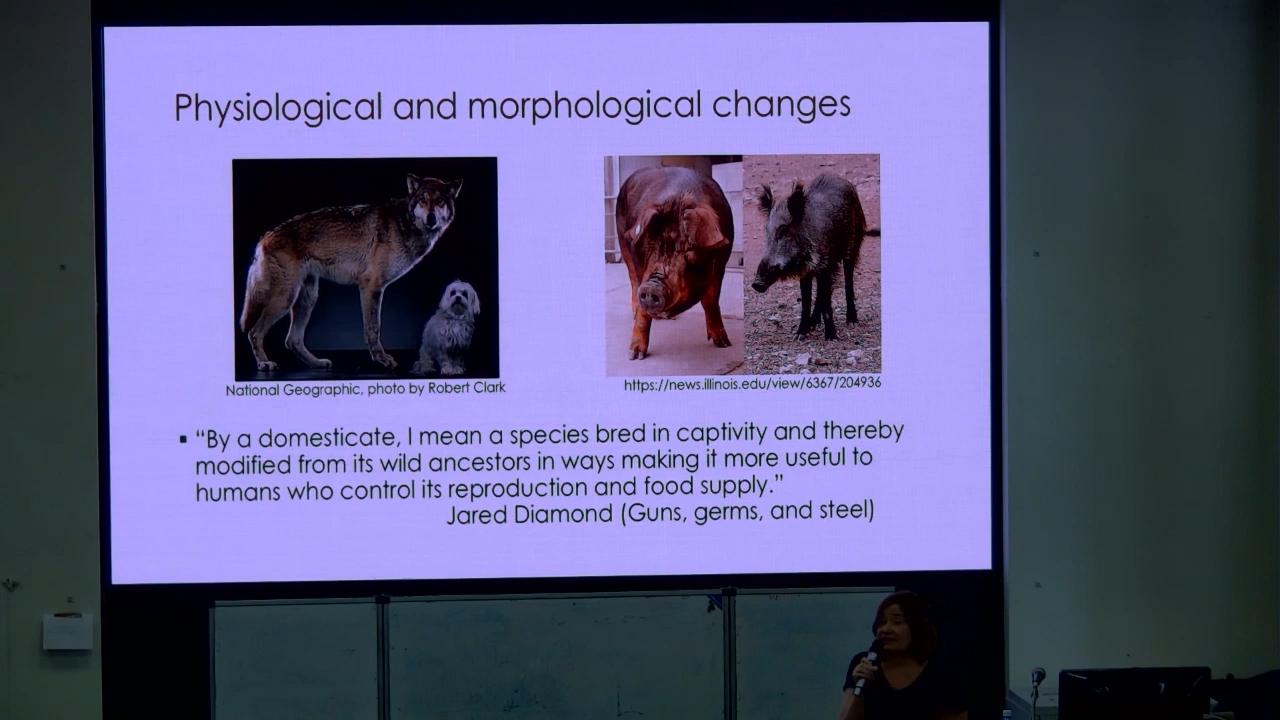 Physiological and morphological changes
National Geographic, photo by Robert Clark
https://news.illinois.edu/view/6367/204936
▪ “By a domesticate, I mean a species bred in captivity and thereby
modified from its wild ancestors in ways making it more useful to
humans who control its reproduction and food supply.”
Jared Diamond (Guns, germs, and steel)